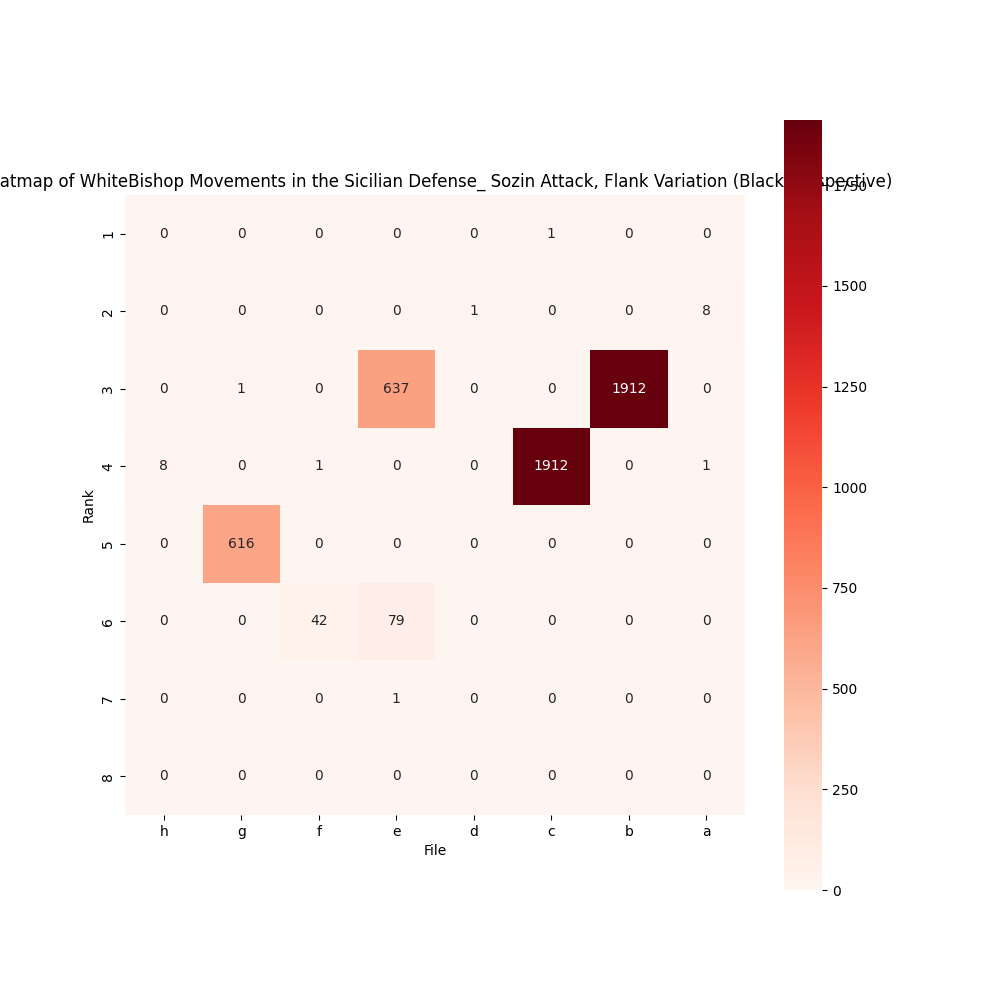 atmap of WhiteBishop Movements in the Sicilian Defense_ Sozin Attack, Flank Variation (Black spective)
1 0 0 0 0 0 1 0 0
2 0 0 0 0 1 0 0 8
3 0 1 0 637 0 0 1912 0
4 8 0 1 0 0 1912 0 1
5 0 616 0 0 0 0 0 0
6 0 0 42 79 0 0 0 0
7 0 0 0 1 0 0 0 0
8 0 0 0 0 0 0 0 0
h g f e d c b a
Rank
File
1750
1500
1250
1000
750
500
250
0